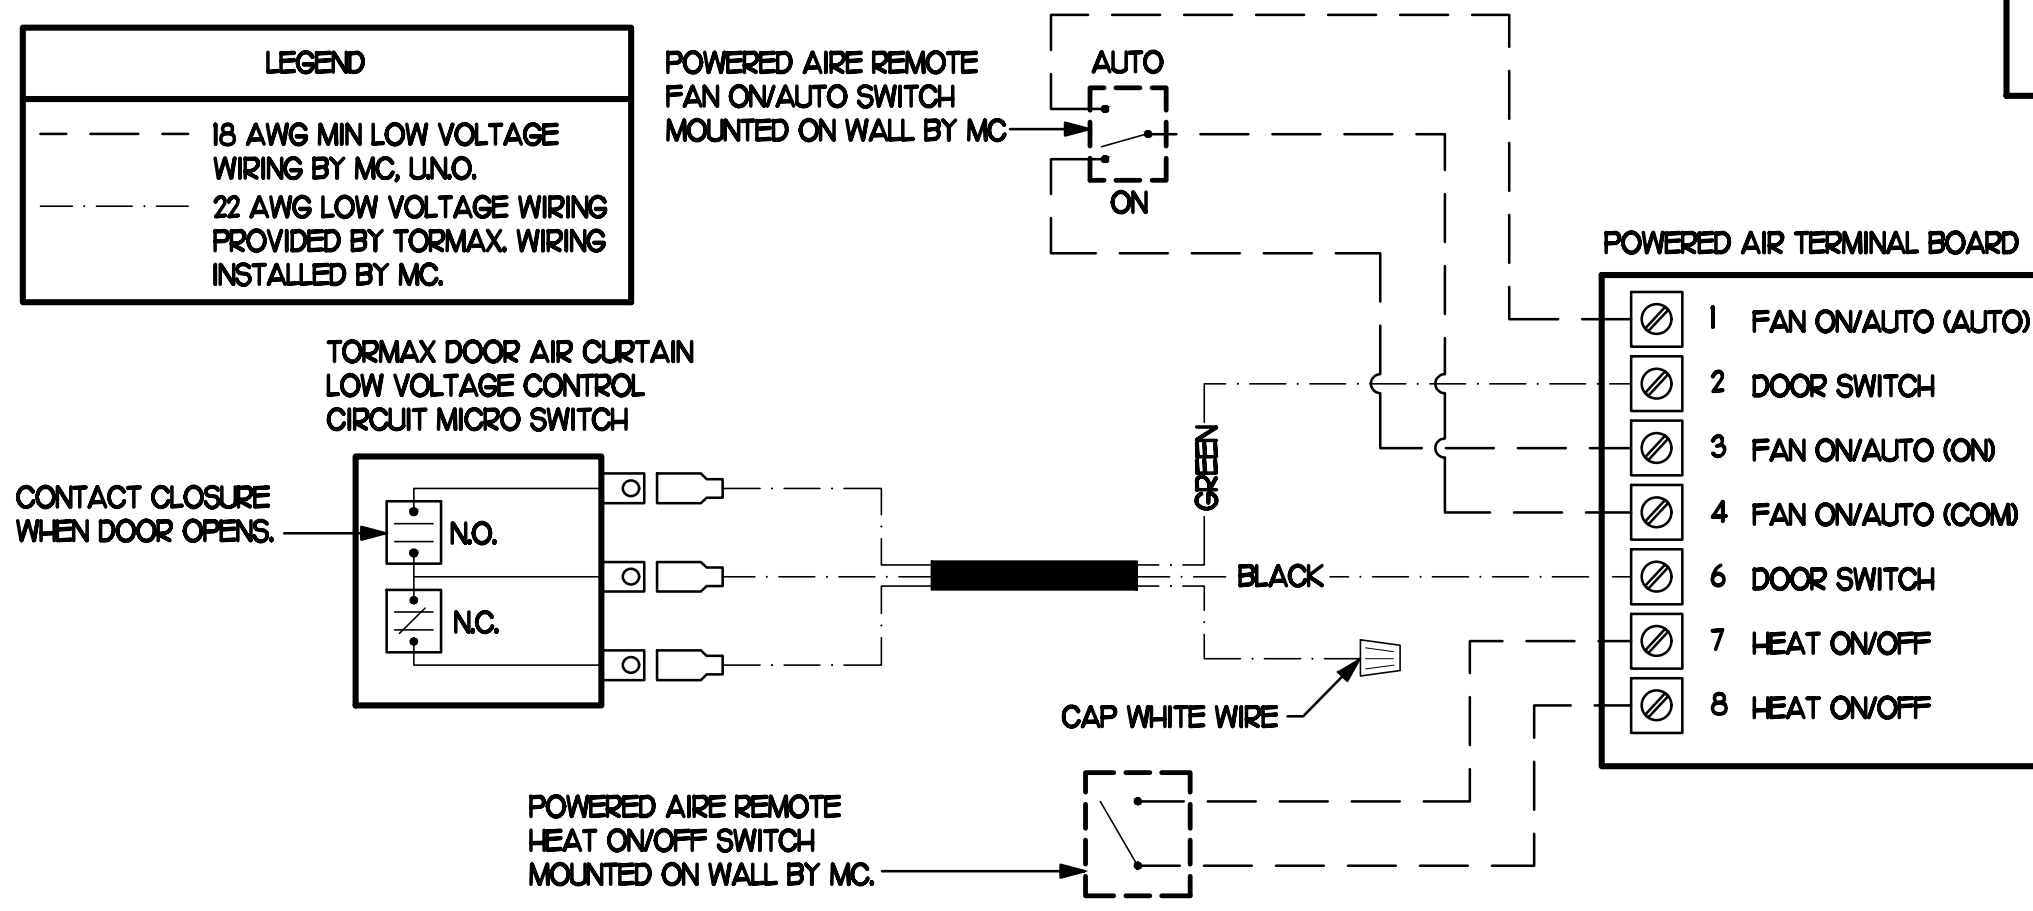 LEGEND
18 AWG MIN LOW VOLTAGE
WIRING BY MC, U.N.O.
22 AWG LOW VOLTAGE WIRING
PROVIDED BY TORMAX. WIRING
INSTALLED BY MC.
POWERED AIRE REMOTE
FAN ON/AUTO SWITCH
MOUNTED ON WALL BY MC
AUTO
ON
TORMAX DOOR AIR CURTAIN
LOW VOLTAGE CONTROL
CIRCUIT MICRO SWITCH
CONTACT CLOSURE
WHEN DOOR OPENS.
N.O.
N.C.
GREEN
BLACK
CAP WHITE WIRE
POWERED AIRE REMOTE
HEAT ON/OFF SWITCH
MOUNTED ON WALL BY MC.
POWERED AIR TERMINAL BOARD
1 FAN ON/AUTO (AUTO)
2 DOOR SWITCH
3 FAN ON/AUTO (ON)
4 FAN ON/AUTO (COM)
6 DOOR SWITCH
7 HEAT ON/OFF
8 HEAT ON/OFF